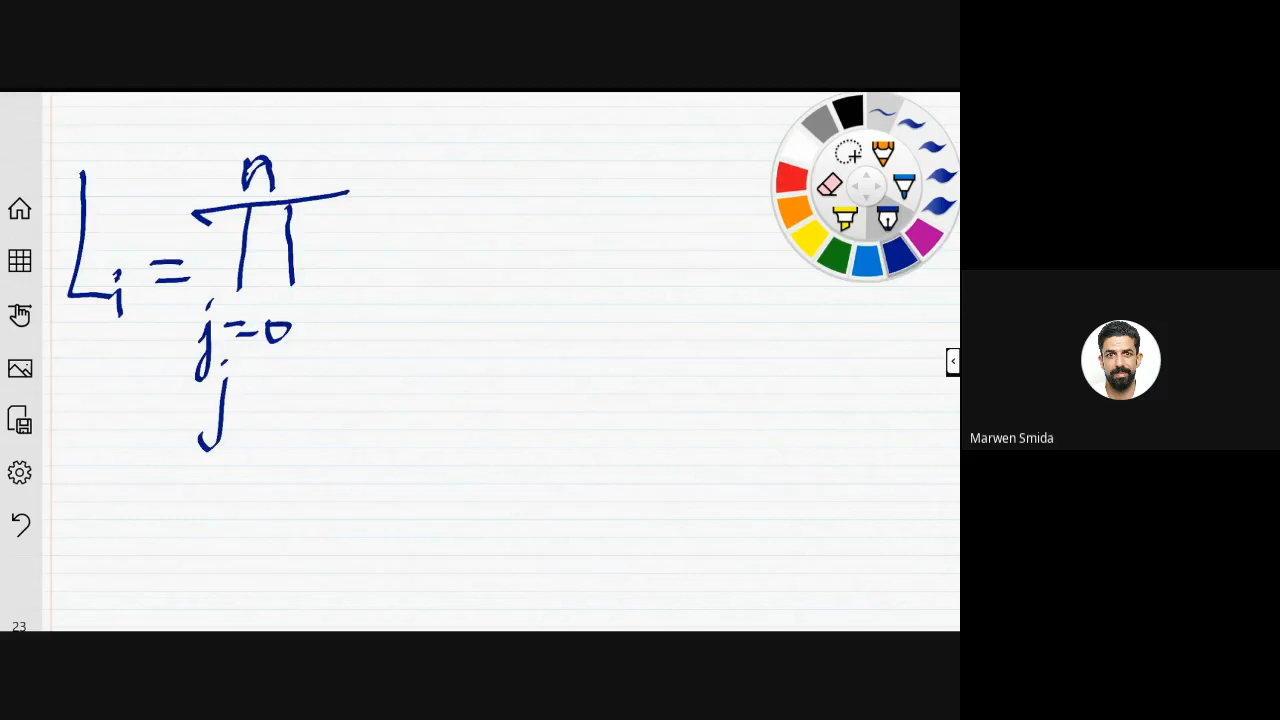 n
L_i = ∏
j=0
j
23
Marwen Smida